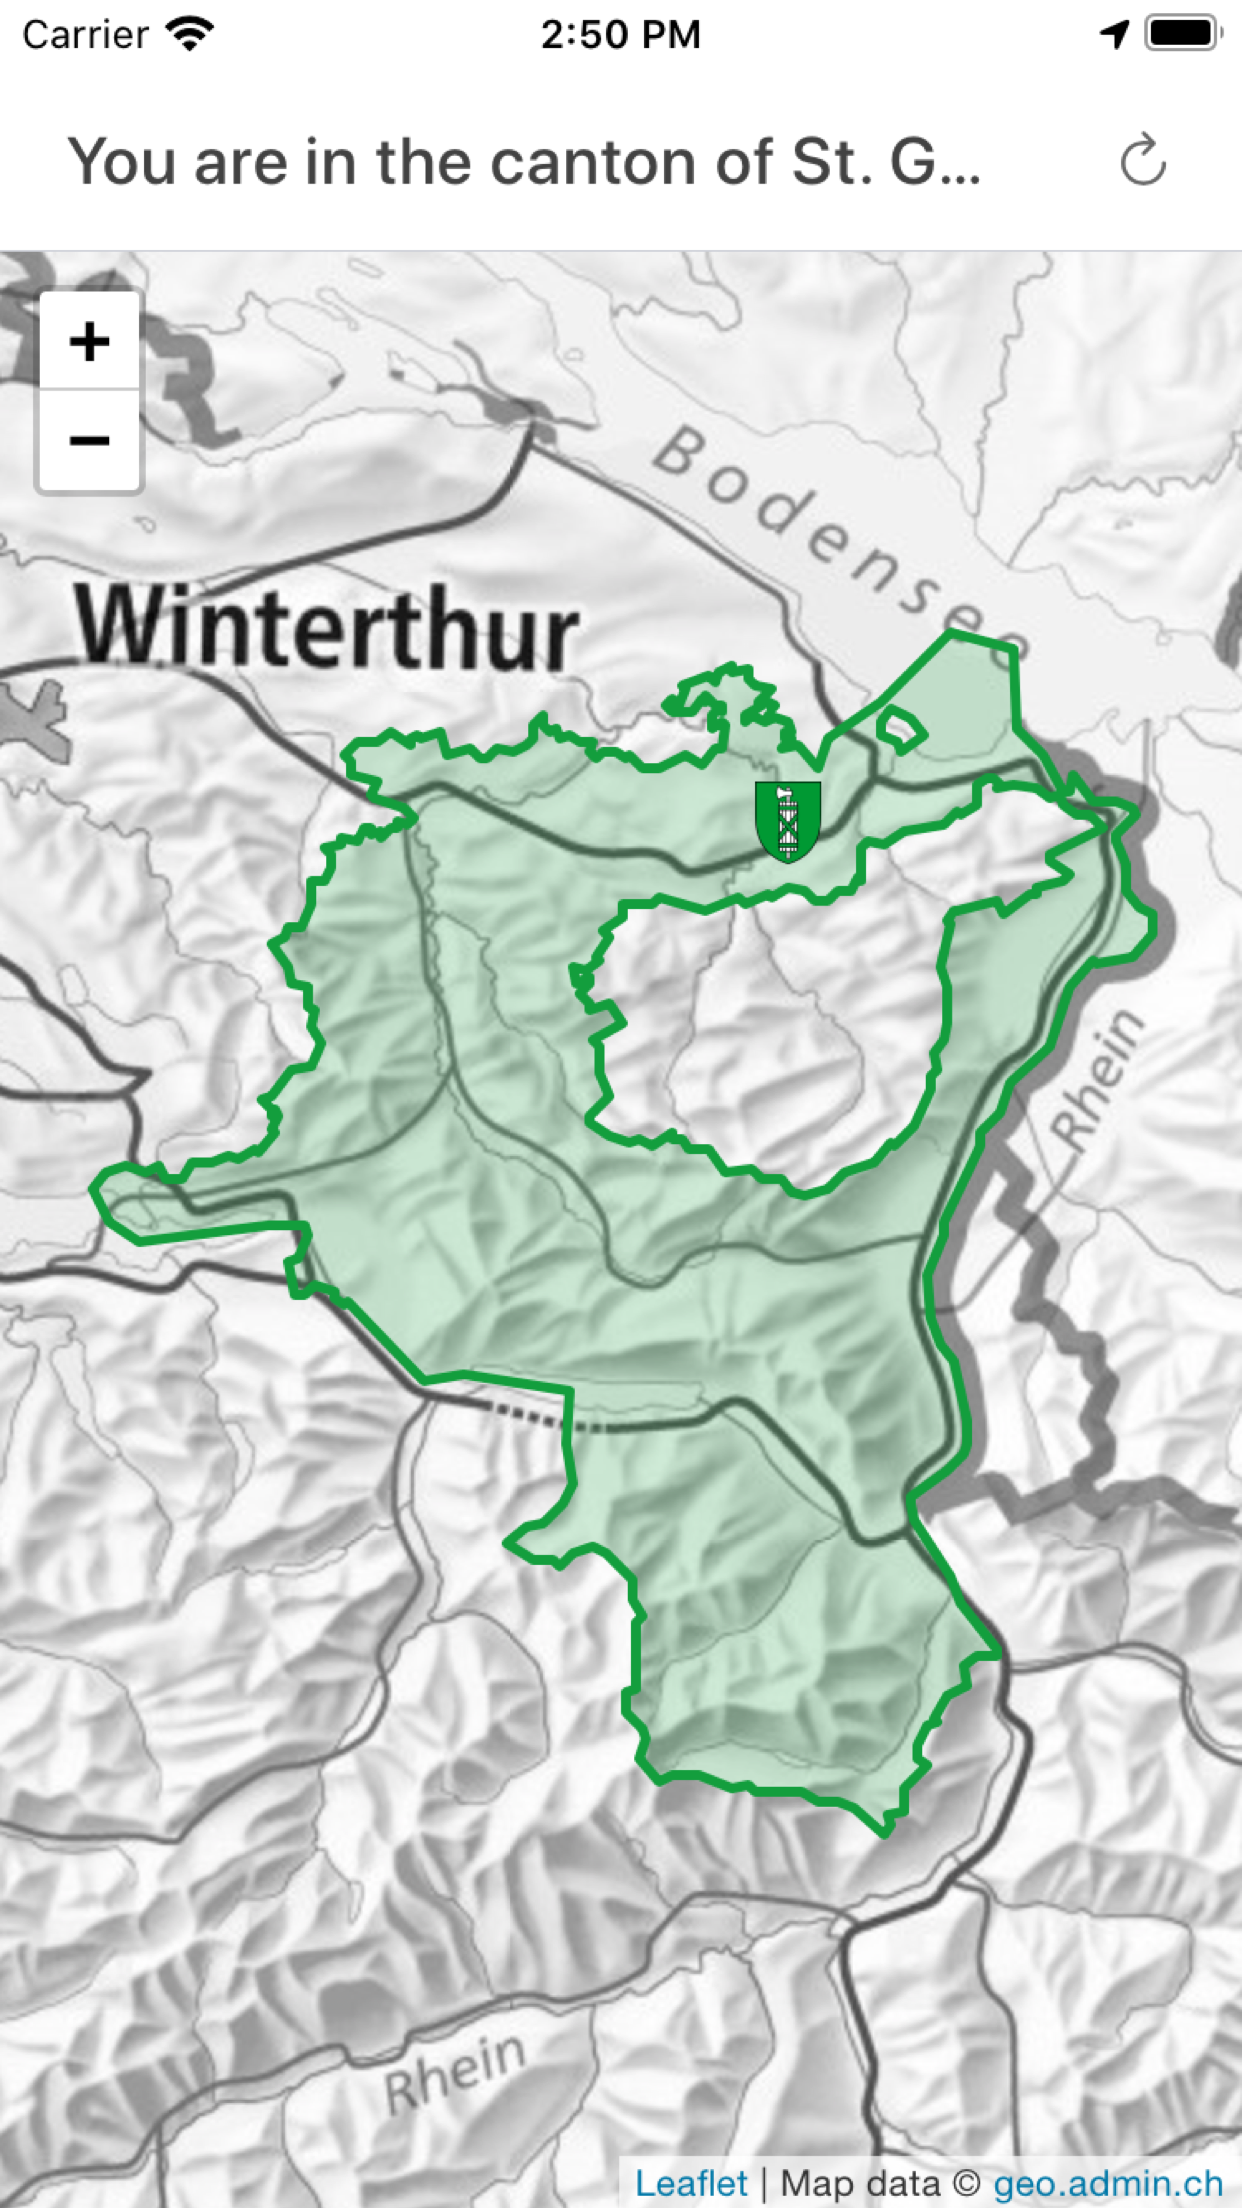 Carrier 2:50 PM
You are in the canton of St. G...
+
−
Bodensee
Winterthur
Rhein
Rhein
Leaflet | Map data © geo.admin.ch